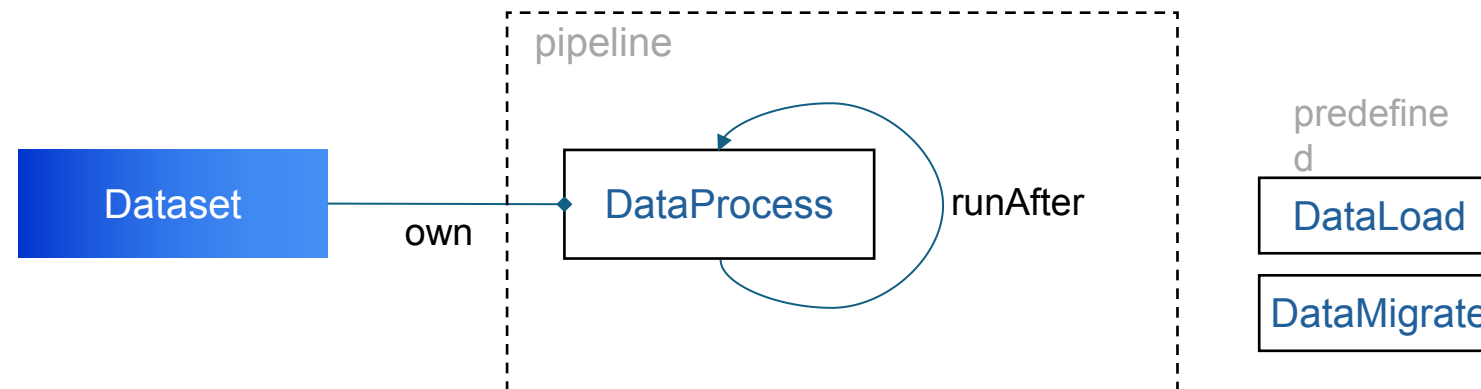 pipeline
predefine
d
Dataset
own
DataProcess
runAfter
DataLoad
DataMigrate